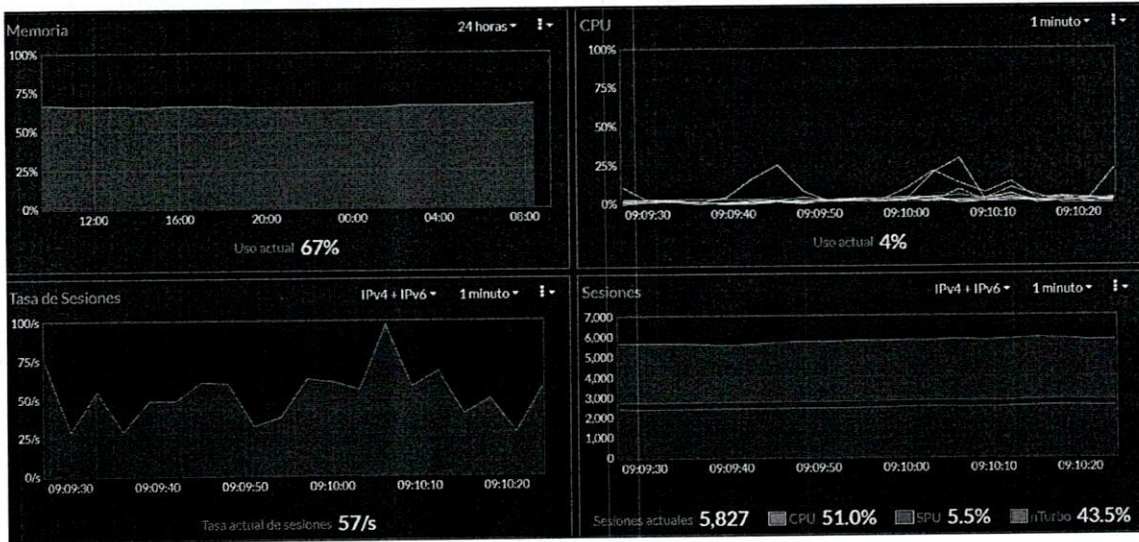 Memoria
24 horas
100%
75%
50%
25%
0%
12:00 16:00 20:00 00:00 04:00 08:00
Uso actual 67%
CPU
1 minuto
100%
75%
50%
25%
0%
09:09:30 09:09:40 09:09:50 09:10:00 09:10:10 09:10:20
Uso actual 4%
Tasa de Sesiones
IPv4 + IPv6 1 minuto
100/s
75/s
50/s
25/s
0/s
09:09:30 09:09:40 09:09:50 09:10:00 09:10:10 09:10:20
Tasa actual de sesiones 57/s
Sesiones
IPv4 + IPv6 1 minuto
7,000
6,000
5,000
4,000
3,000
2,000
1,000
0
09:09:30 09:09:40 09:09:50 09:10:00 09:10:10 09:10:20
Sesiones actuales 5,827 CPU 51.0% SPU 5.5% nTurbo 43.5%